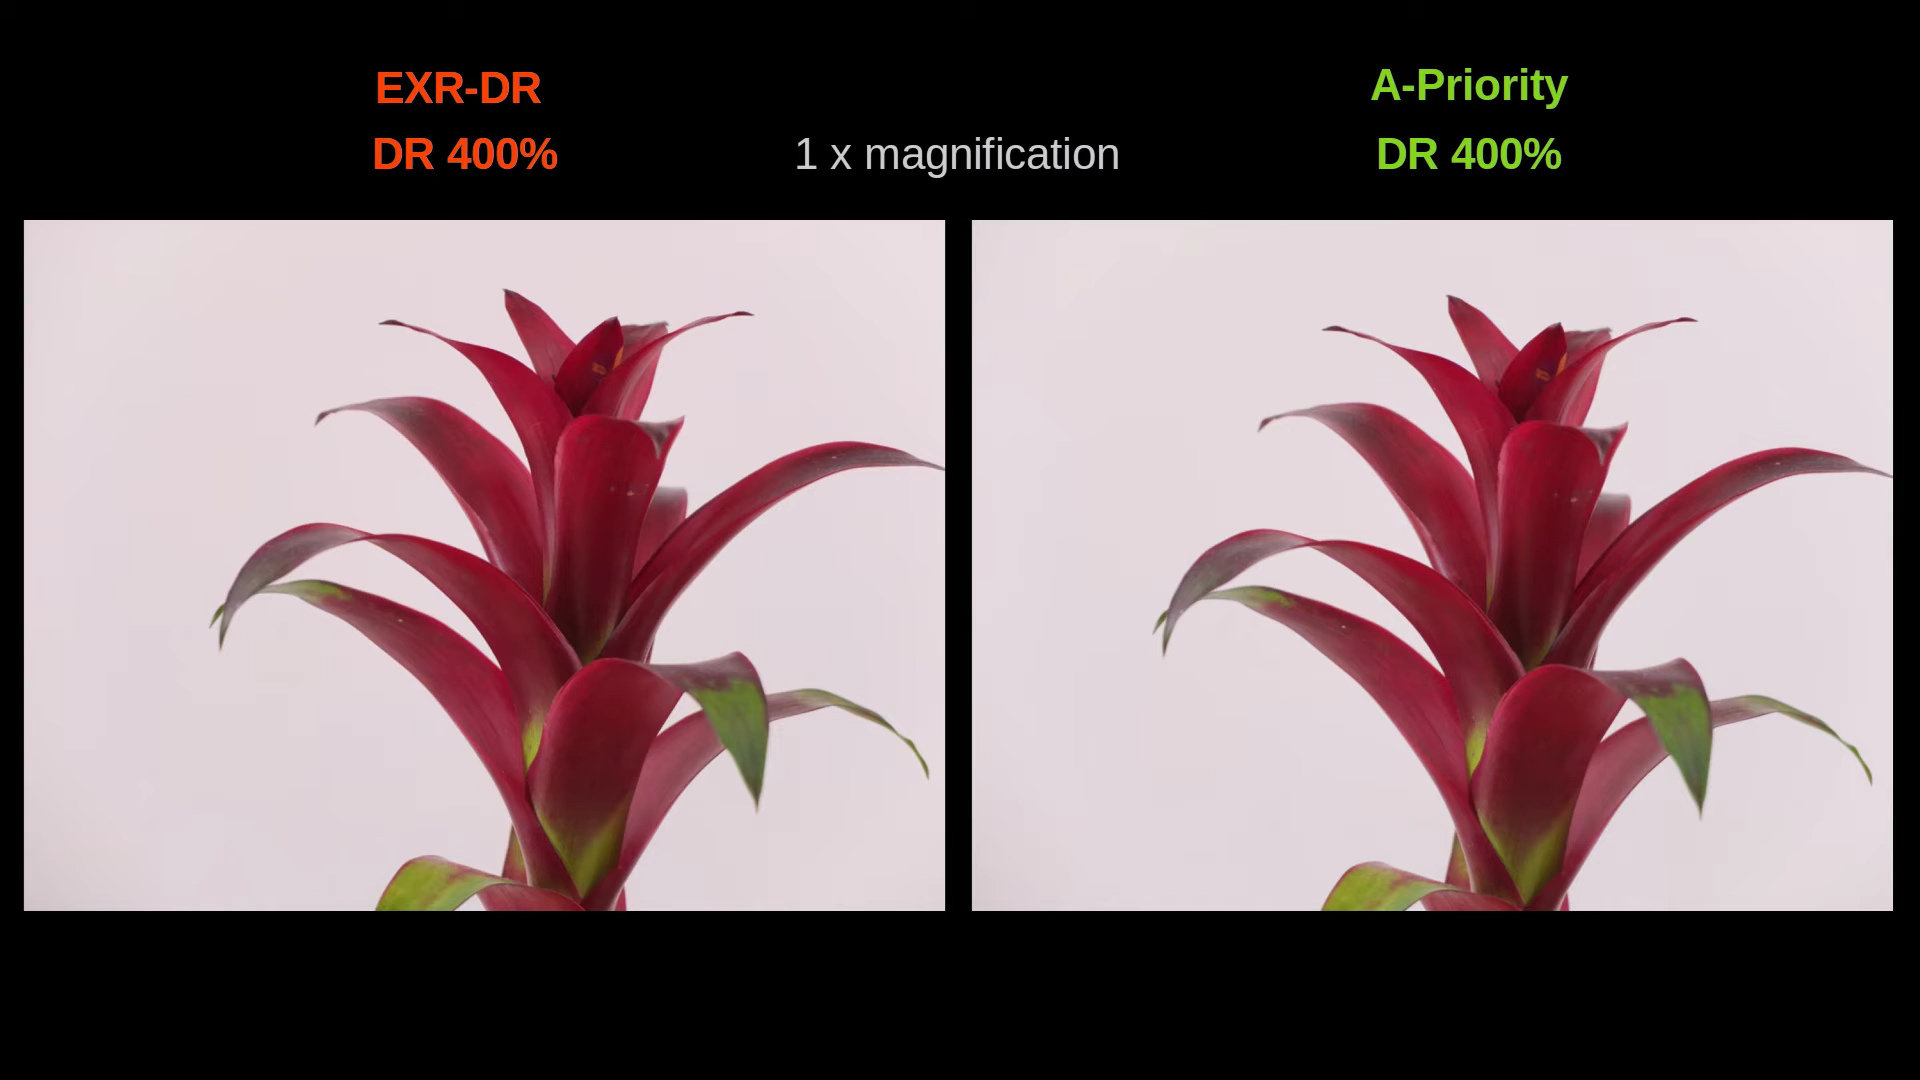 EXR-DR
DR 400%
1 x magnification
A-Priority
DR 400%